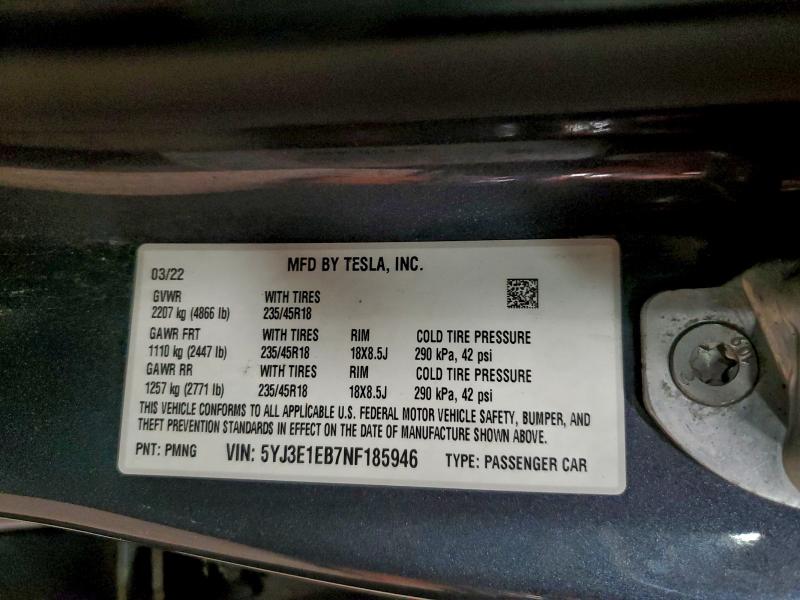 MFD BY TESLA, INC.
03/22
GVWR WITH TIRES
2207 kg (4866 lb) 235/45R18
GAWR FRT WITH TIRES RIM COLD TIRE PRESSURE
1110 kg (2447 lb) 235/45R18 18X8.5J 290 kPa, 42 psi
GAWR RR WITH TIRES RIM COLD TIRE PRESSURE
1257 kg (2771 lb) 235/45R18 18X8.5J 290 kPa, 42 psi
THIS VEHICLE CONFORMS TO ALL APPLICABLE U.S. FEDERAL MOTOR VEHICLE SAFETY, BUMPER, AND
THEFT PREVENTION STANDARDS IN EFFECT ON THE DATE OF MANUFACTURE SHOWN ABOVE.
PNT: PMNG VIN: 5YJ3E1EB7NF185946 TYPE: PASSENGER CAR